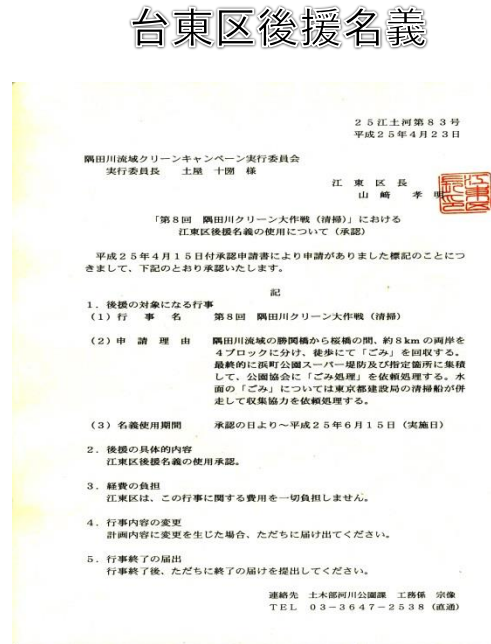 台東区後援名義
25江土河第83号
平成25年4月23日
隅田川流域クリーンキャンペーン実行委員会
実行委員長 土屋 十圀 様
江東区長
山﨑 孝明
「第8回 隅田川クリーン大作戦（清掃）」における
江東区後援名義の使用について（承認）
平成25年4月15日付承認申請書により申請がありました標記のことにつ
きまして、下記のとおり承認いたします。
記
1．後援の対象になる行事
（1）行事名 第8回 隅田川クリーン大作戦（清掃）
（2）申請理由 隅田川流域の勝関橋から桜橋の間、約8kmの両岸を
4ブロックに分け、徒歩にて「ごみ」を回収する。
最終的に浜町公園スーパー堤防及び指定箇所に集積
して、公園協会に「ごみ処理」を依頼処理する。水
面の「ごみ」については東京都建設局の清掃船が併
走して収集協力を依頼処理する。
（3）名義使用期間 承認の日より～平成25年6月15日（実施日）
2．後援の具体的内容
江東区後援名義の使用承認。
3．経費の負担
江東区は、この行事に関する費用を一切負担しません。
4．行事内容の変更
計画内容に変更を生じた場合、ただちに届け出てください。
5．行事終了の届出
行事終了後、ただちに終了の届けを提出してください。
連絡先 土木部河川公園課 工務係 宗像
TEL 03-3647-2538（直通）